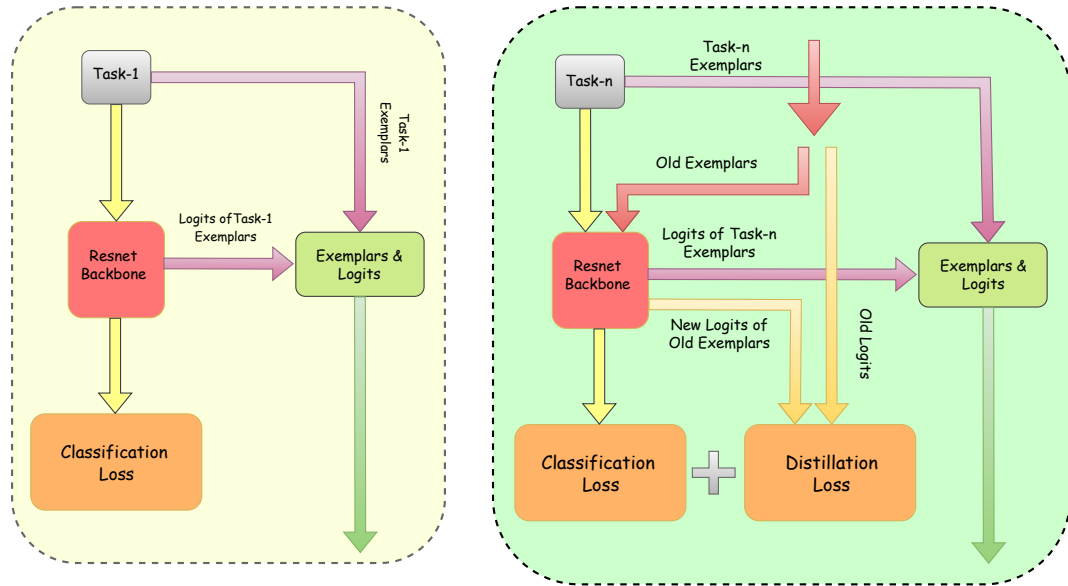 Task-1
Task-1
Exemplars
Logits of Task-1
Exemplars
Resnet
Backbone
Exemplars &
Logits
Classification
Loss
Task-n
Task-n
Exemplars
Old Exemplars
Resnet
Backbone
Logits of Task-n
Exemplars
Exemplars &
Logits
New Logits of
Old Exemplars
Old Logits
Classification
Loss
Distillation
Loss